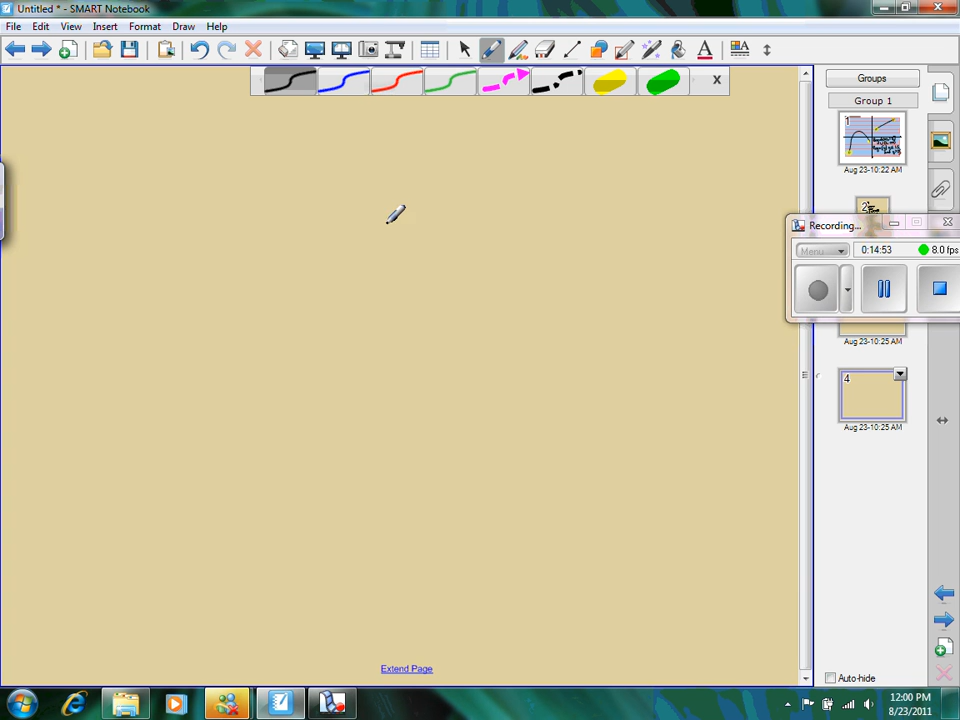 Untitled * - SMART Notebook
File Edit View Insert Format Draw Help
Groups
Group 1
1
Aug 23-10:22 AM
2
Recording...
Menu
0:14:53
8.0 fps
Aug 23-10:25 AM
4
Aug 23-10:25 AM
Extend Page
Auto-hide
12:00 PM
8/23/2011